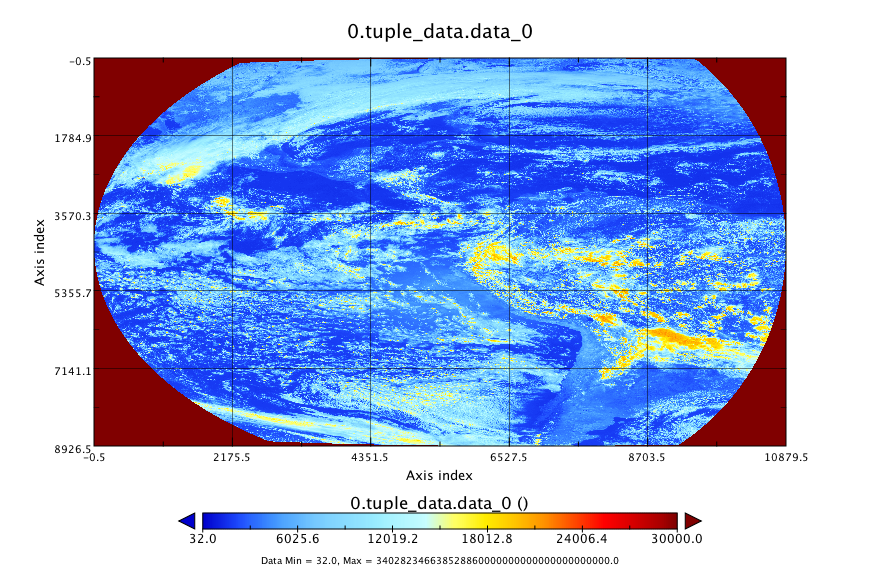 0.tuple_data.data_0
-0.5
1784.9
3570.3
5355.7
7141.1
8926.5
Axis index
-0.5 2175.5 4351.5 6527.5 8703.5 10879.5
Axis index
0.tuple_data.data_0 ()
32.0 6025.6 12019.2 18012.8 24006.4 30000.0
Data Min = 32.0, Max = 340282346638528860000000000000000000000.0